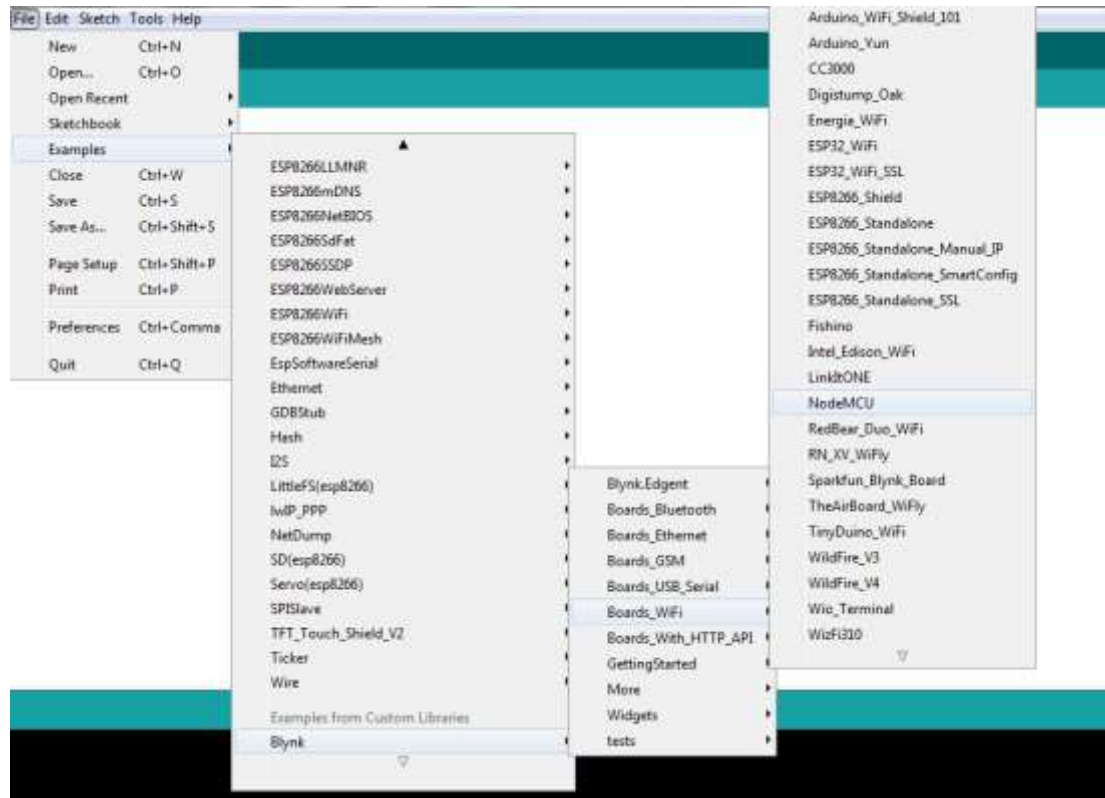 File Edit Sketch Tools Help
New Ctrl+N
Open... Ctrl+O
Open Recent
Sketchbook
Examples
Close Ctrl+W
Save Ctrl+S
Save As... Ctrl+Shift+S
Page Setup Ctrl+Shift+P
Print Ctrl+P
Preferences Ctrl+Comma
Quit Ctrl+Q
ESP8266LLMNR
ESP8266mDNS
ESP8266NetBIOS
ESP8266SdFat
ESP8266SSDP
ESP8266WebServer
ESP8266WiFi
ESP8266WiFiMesh
EspSoftwareSerial
Ethernet
GDBStub
Hash
I2S
LittleFS(esp8266)
lwIP_PPP
NetDump
SD(esp8266)
Servo(esp8266)
SPISlave
TFT_Touch_Shield_V2
Ticker
Wire
Examples from Custom Libraries
Blynk
Blynk.Edgent
Boards_Bluetooth
Boards_Ethernet
Boards_GSM
Boards_USB_Serial
Boards_WiFi
Boards_With_HTTP_API
GettingStarted
More
Widgets
tests
Arduino_WiFi_Shield_101
Arduino_Yun
CC3000
Digistump_Oak
Energia_WiFi
ESP32_WiFi
ESP32_WiFi_SSL
ESP8266_Shield
ESP8266_Standalone
ESP8266_Standalone_Manual_IP
ESP8266_Standalone_SmartConfig
ESP8266_Standalone_SSL
Fishino
Intel_Edison_WiFi
LinkItONE
NodeMCU
RedBear_Duo_WiFi
RN_XV_WiFly
Sparkfun_Blynk_Board
TheAirBoard_WiFly
TinyDuino_WiFi
WildFire_V3
WildFire_V4
Wio_Terminal
WizFi310